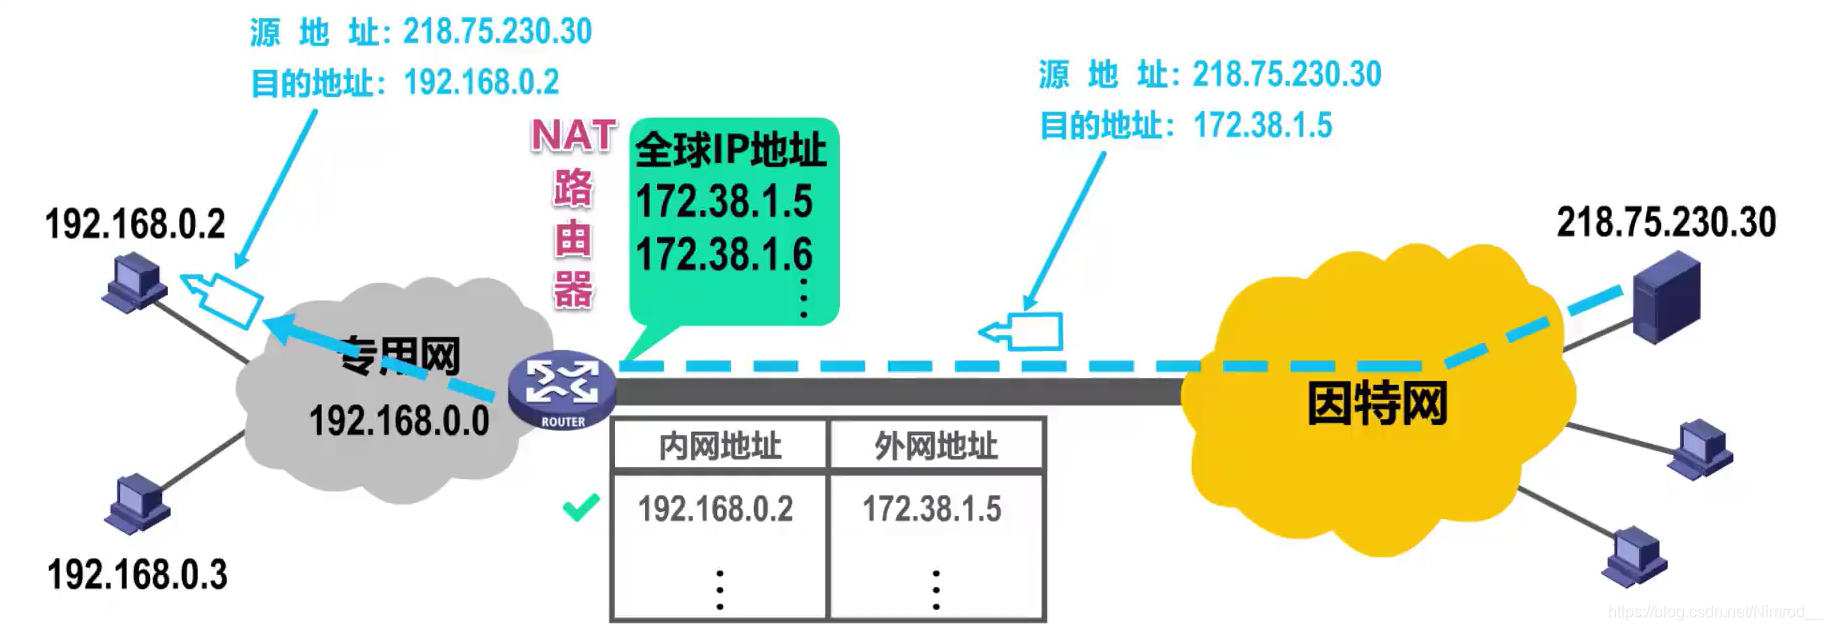 源 地 址：218.75.230.30
目的地址：192.168.0.2
源 地 址：218.75.230.30
目的地址：172.38.1.5
NAT
路
由
器
全球IP地址
172.38.1.5
172.38.1.6
⋮
192.168.0.2
218.75.230.30
专用网
192.168.0.0
ROUTER
因特网
内网地址 外网地址
192.168.0.2 172.38.1.5
⋮ ⋮
192.168.0.3
https://blog.csdn.net/Nimrod__